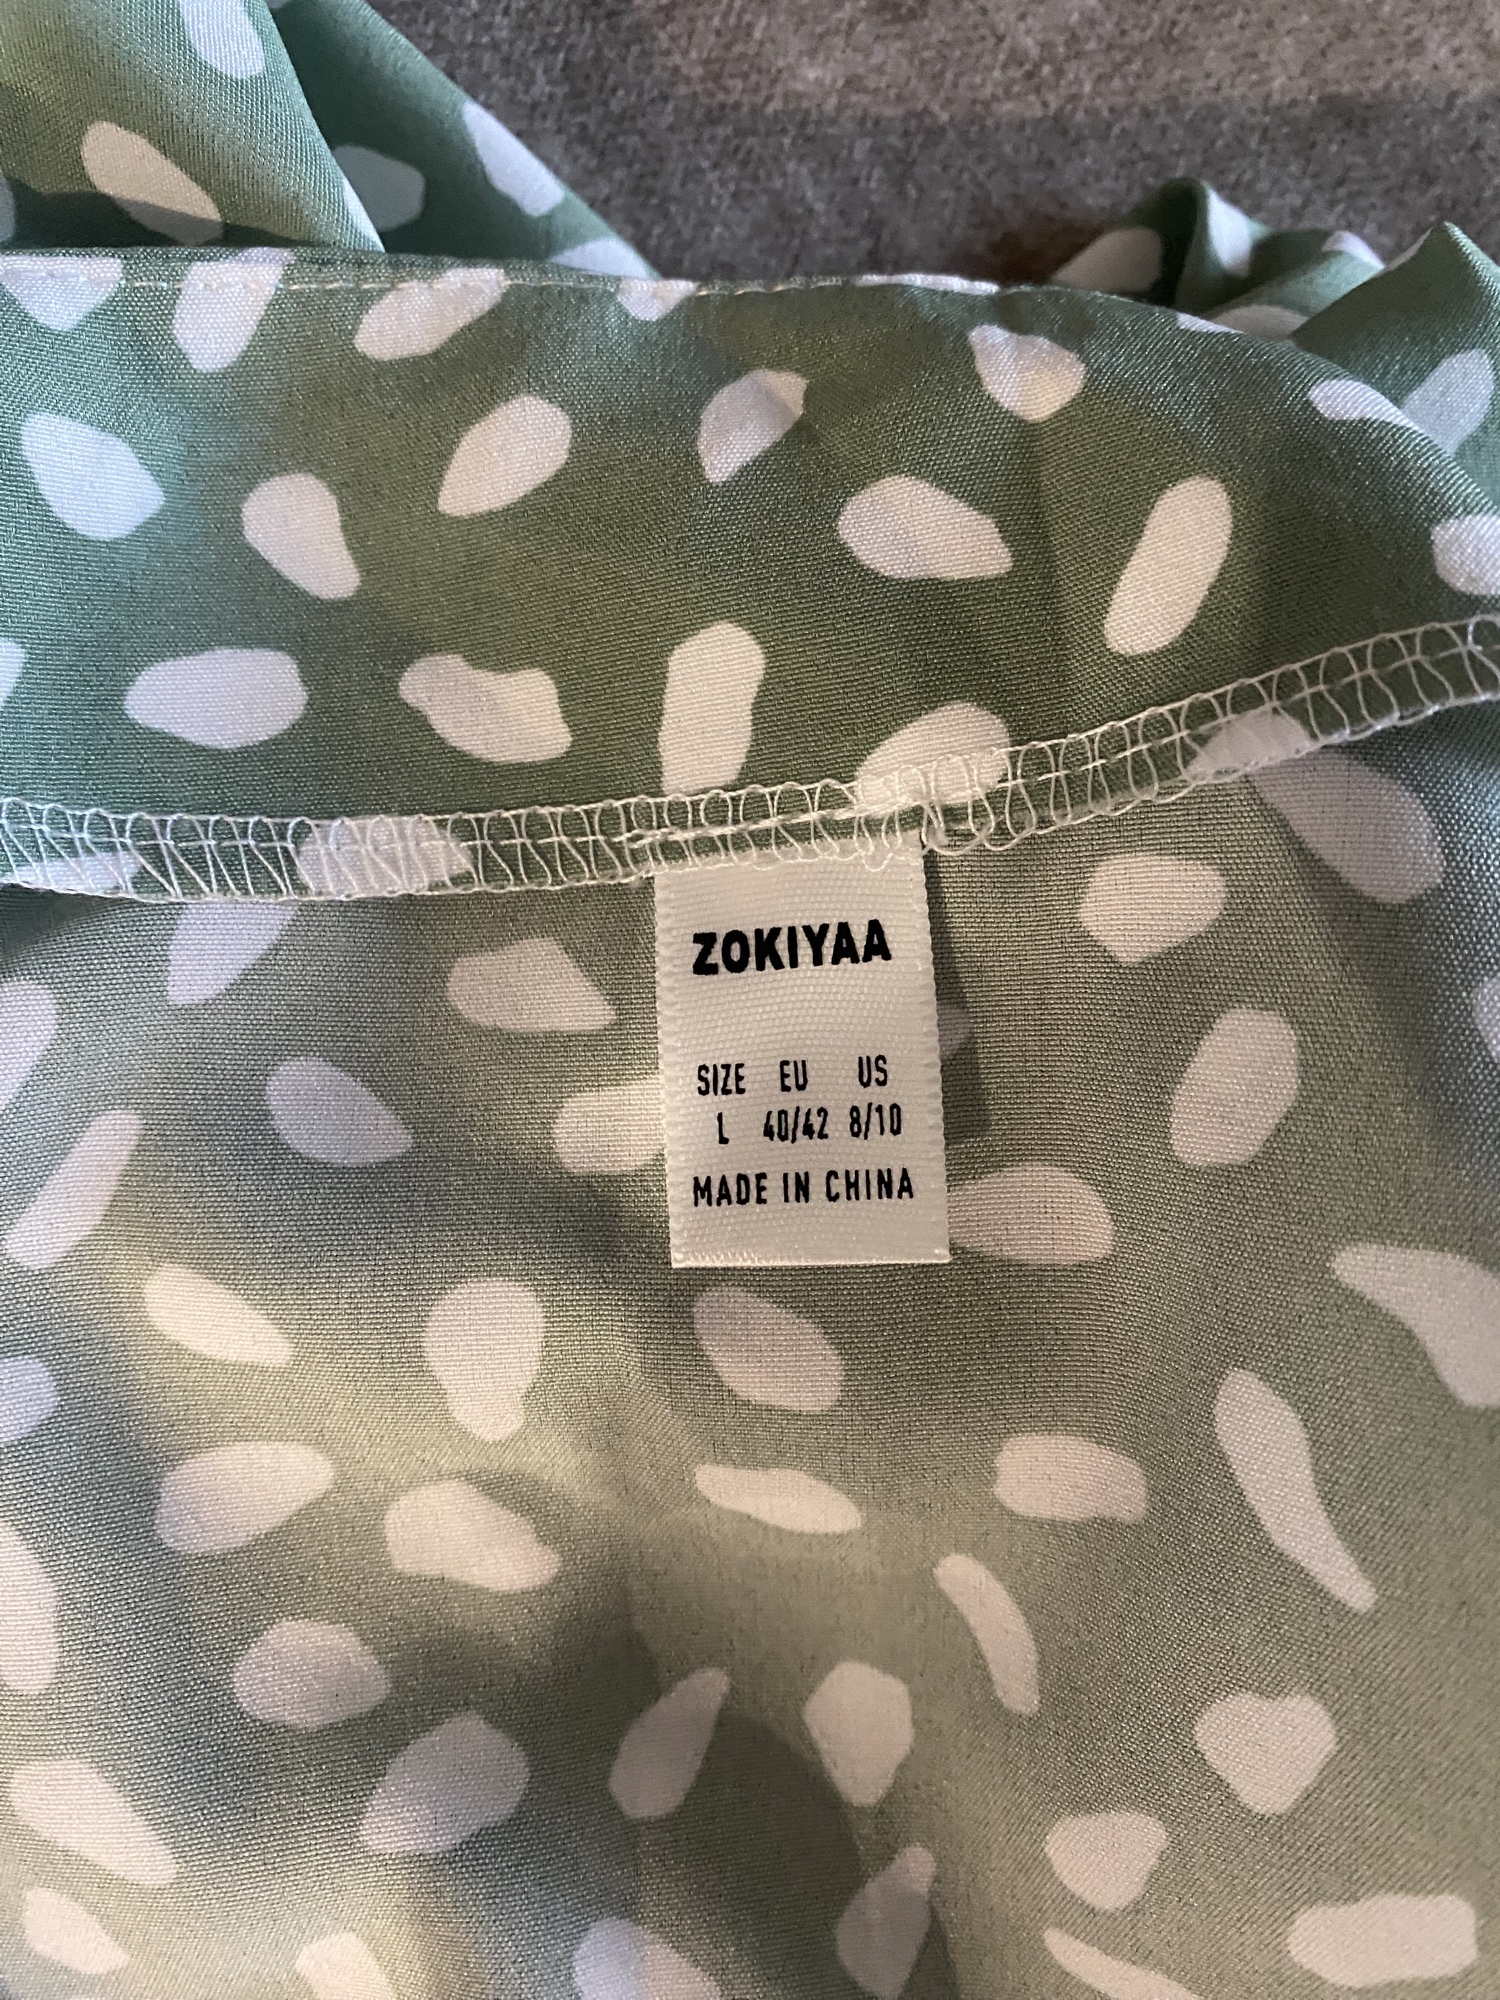 ZOKIYAA
SIZE EU US
L 40/42 8/10
MADE IN CHINA